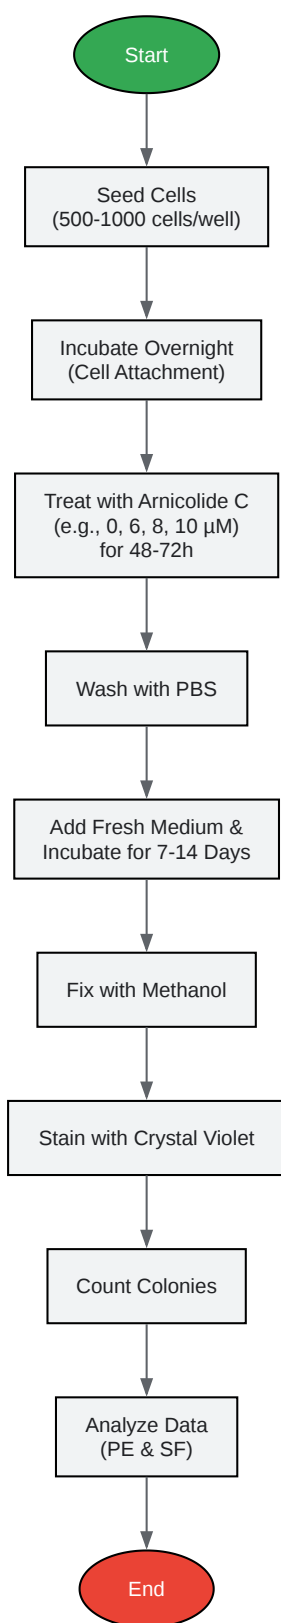 Start
Seed Cells
(500-1000 cells/well)
Incubate Overnight
(Cell Attachment)
Treat with Arnicolide C
(e.g., 0, 6, 8, 10 µM)
for 48-72h
Wash with PBS
Add Fresh Medium &
Incubate for 7-14 Days
Fix with Methanol
Stain with Crystal Violet
Count Colonies
Analyze Data
(PE & SF)
End